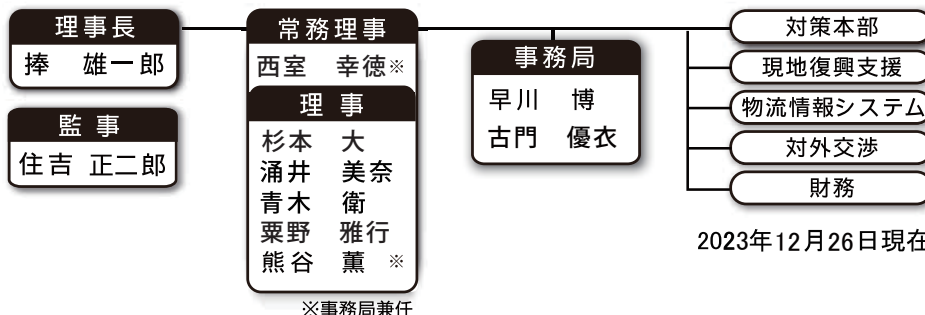 理事長
捧 雄一郎
監事
住吉 正二郎
常務理事
西室 幸徳※
理事
杉本 大
涌井 美奈
青木 衛
粟野 雅行
熊谷 薫 ※
※事務局兼任
事務局
早川 博
古門 優衣
対策本部
現地復興支援
物流情報システム
対外交渉
財務
2023年12月26日現在